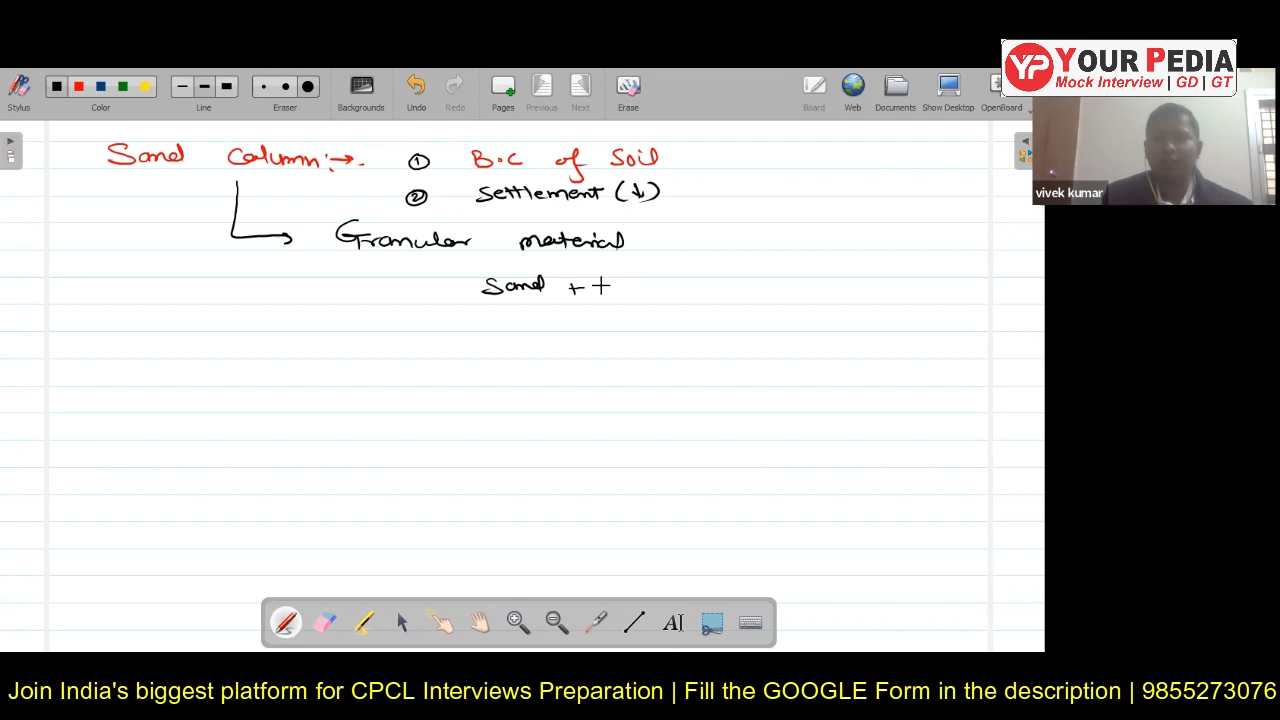 YP YOUR PEDIA
Mock Interview | GD | GT
Stylus Color Line Eraser Backgrounds Undo Redo Pages Previous Next Erase Board Web Documents Show Desktop OpenBoard
Sand Column :→. ① B.C of Soil
② Settlement (↓)
Granular material
Sand + +
vivek kumar
Join India's biggest platform for CPCL Interviews Preparation | Fill the GOOGLE Form in the description | 9855273076